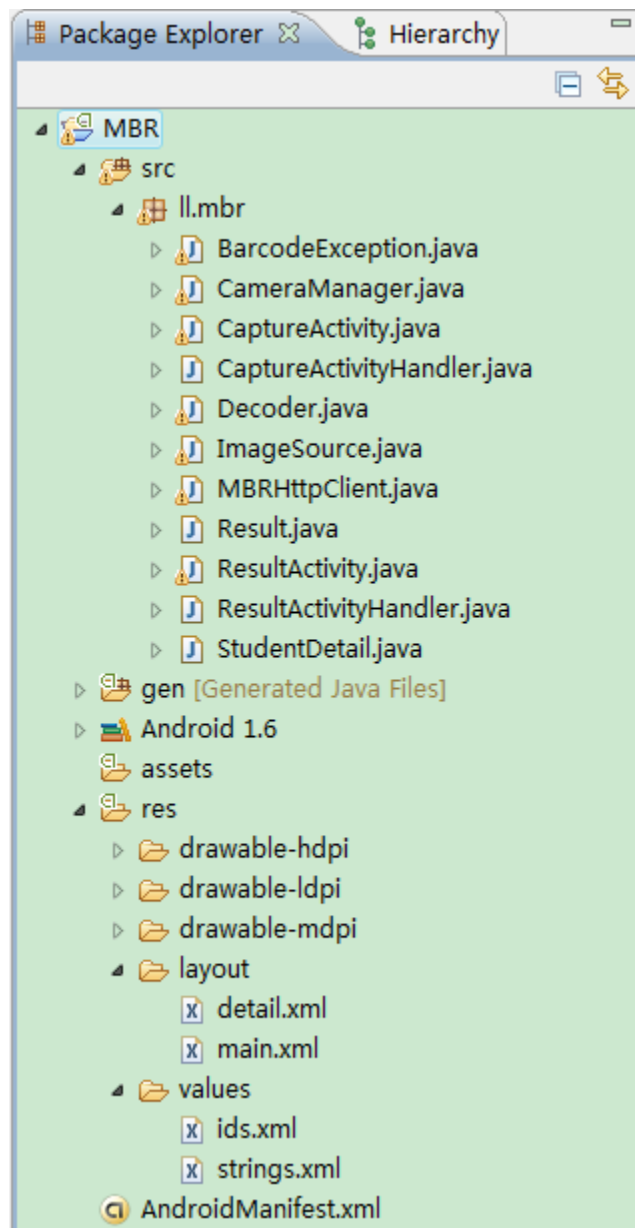 Package Explorer Hierarchy
MBR
src
ll.mbr
BarcodeException.java
CameraManager.java
CaptureActivity.java
CaptureActivityHandler.java
Decoder.java
ImageSource.java
MBRHttpClient.java
Result.java
ResultActivity.java
ResultActivityHandler.java
StudentDetail.java
gen [Generated Java Files]
Android 1.6
assets
res
drawable-hdpi
drawable-ldpi
drawable-mdpi
layout
detail.xml
main.xml
values
ids.xml
strings.xml
AndroidManifest.xml